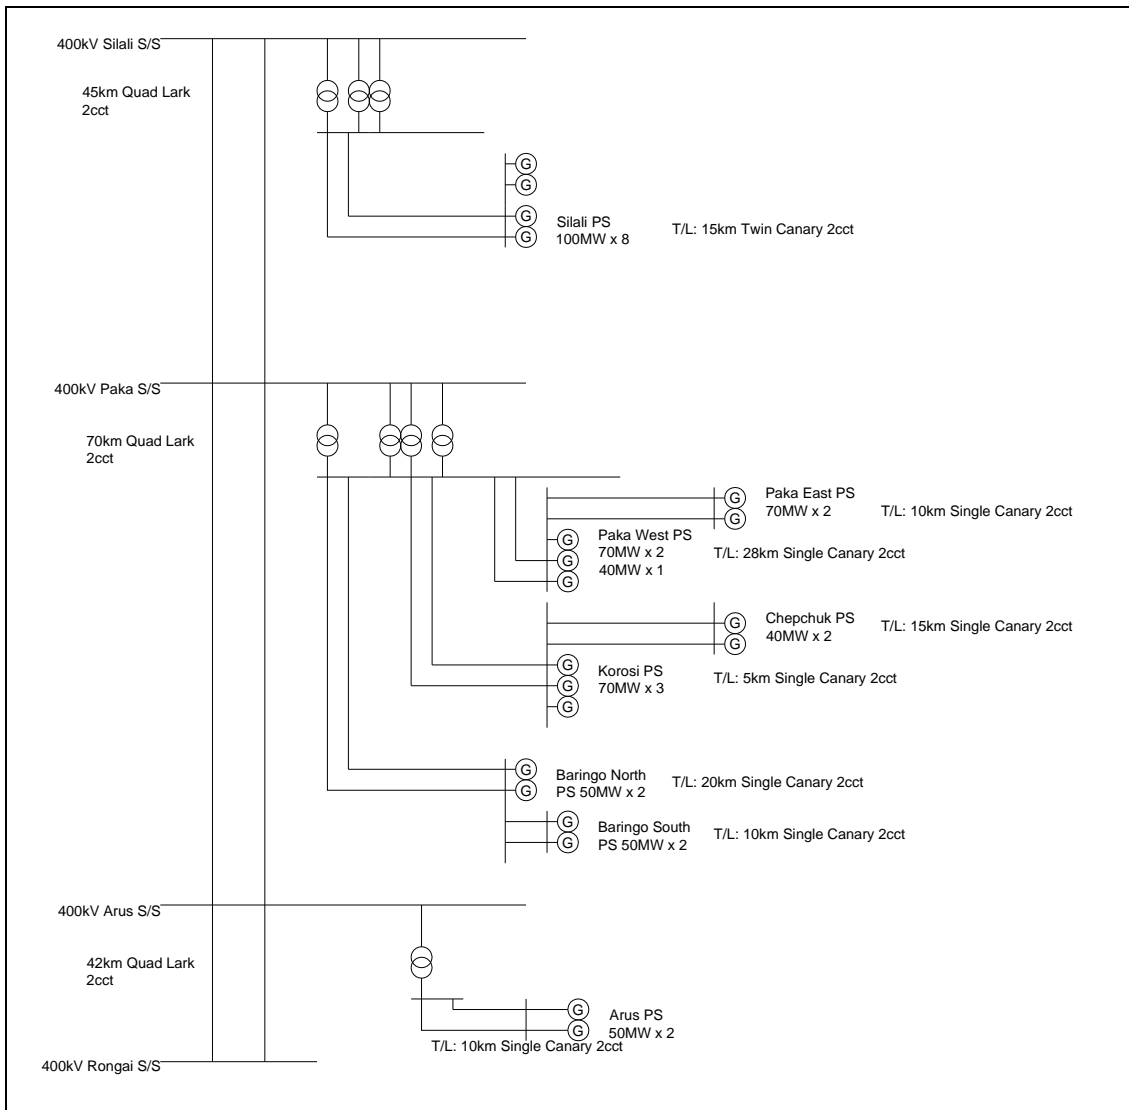 400kV Silali S/S
45km Quad Lark
2cct
G
G
G
G
Silali PS
100MW x 8
T/L: 15km Twin Canary 2cct
400kV Paka S/S
70km Quad Lark
2cct
G
G
Paka East PS
70MW x 2
T/L: 10km Single Canary 2cct
G
G
G
Paka West PS
70MW x 2
40MW x 1
T/L: 28km Single Canary 2cct
G
G
Chepchuk PS
40MW x 2
T/L: 15km Single Canary 2cct
G
G
G
Korosi PS
70MW x 3
T/L: 5km Single Canary 2cct
G
G
Baringo North
PS 50MW x 2
T/L: 20km Single Canary 2cct
G
G
Baringo South
PS 50MW x 2
T/L: 10km Single Canary 2cct
400kV Arus S/S
42km Quad Lark
2cct
G
G
Arus PS
50MW x 2
T/L: 10km Single Canary 2cct
400kV Rongai S/S